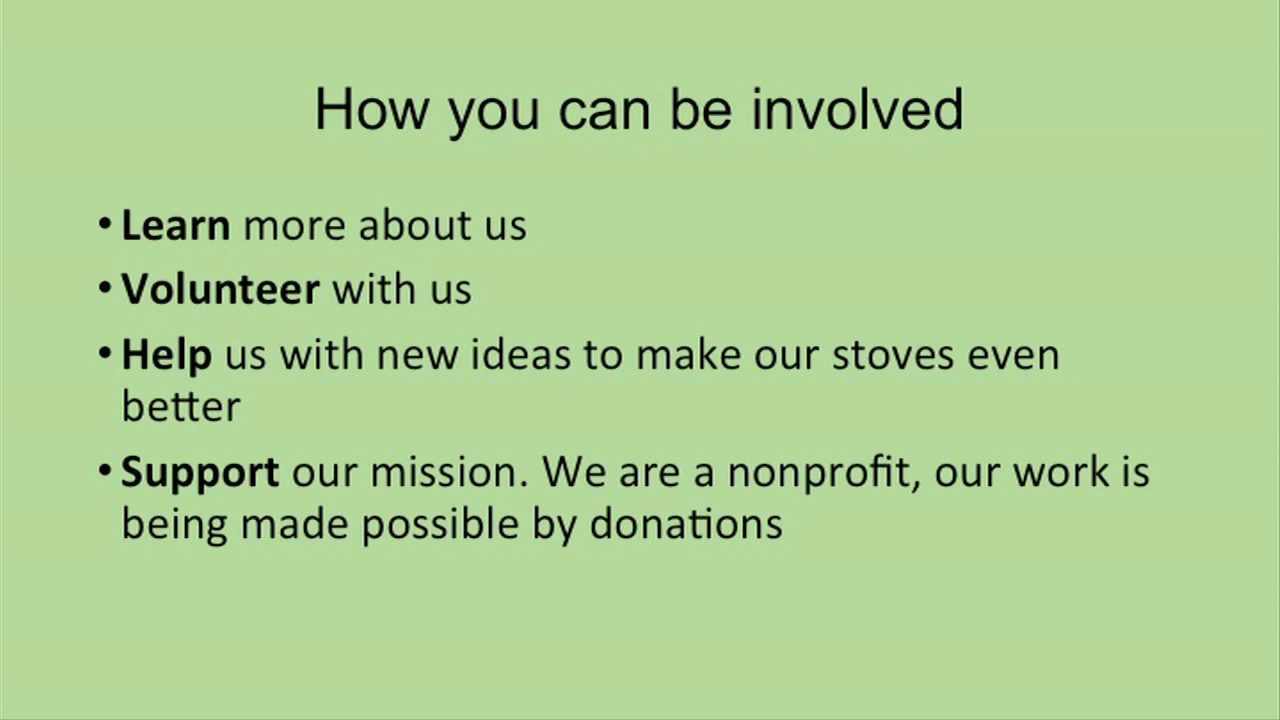 How you can be involved
• Learn more about us
• Volunteer with us
• Help us with new ideas to make our stoves even
better
• Support our mission. We are a nonprofit, our work is
being made possible by donations